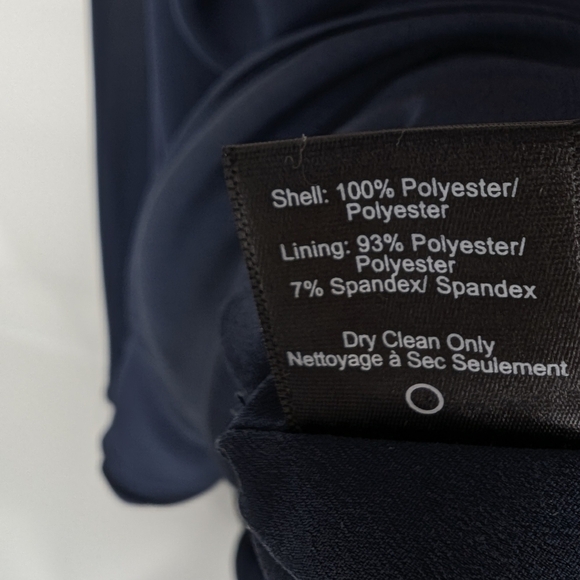 Shell: 100% Polyester/
Polyester
Lining: 93% Polyester/
Polyester
7% Spandex/ Spandex
Dry Clean Only
Nettoyage à Sec Seulement